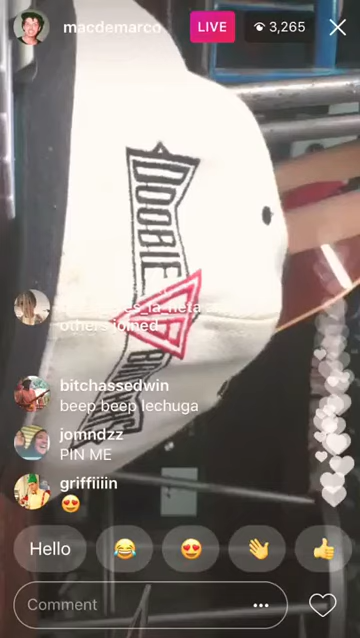 macdemarco
LIVE
3,265
DOOBIE
others joined
bitchassedwin
beep beep lechuga
jomndzz
PIN ME
griffiiiin
😍
Hello
😂
😍
👋
👍
Comment